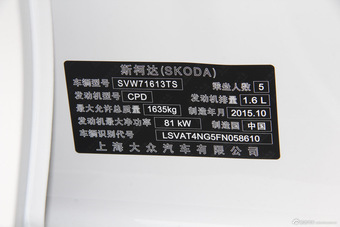 斯柯达(SKODA)
车辆型号 SVW71613TS 乘坐人数 5
发动机型号 CPD 发动机排量 1.6 L
最大允许总质量 1635kg 制造年月 2015.10
发动机最大净功率 81 kW 制造国 中国
车辆识别代号 LSVAT4NG5FN058610
上海大众汽车有限公司